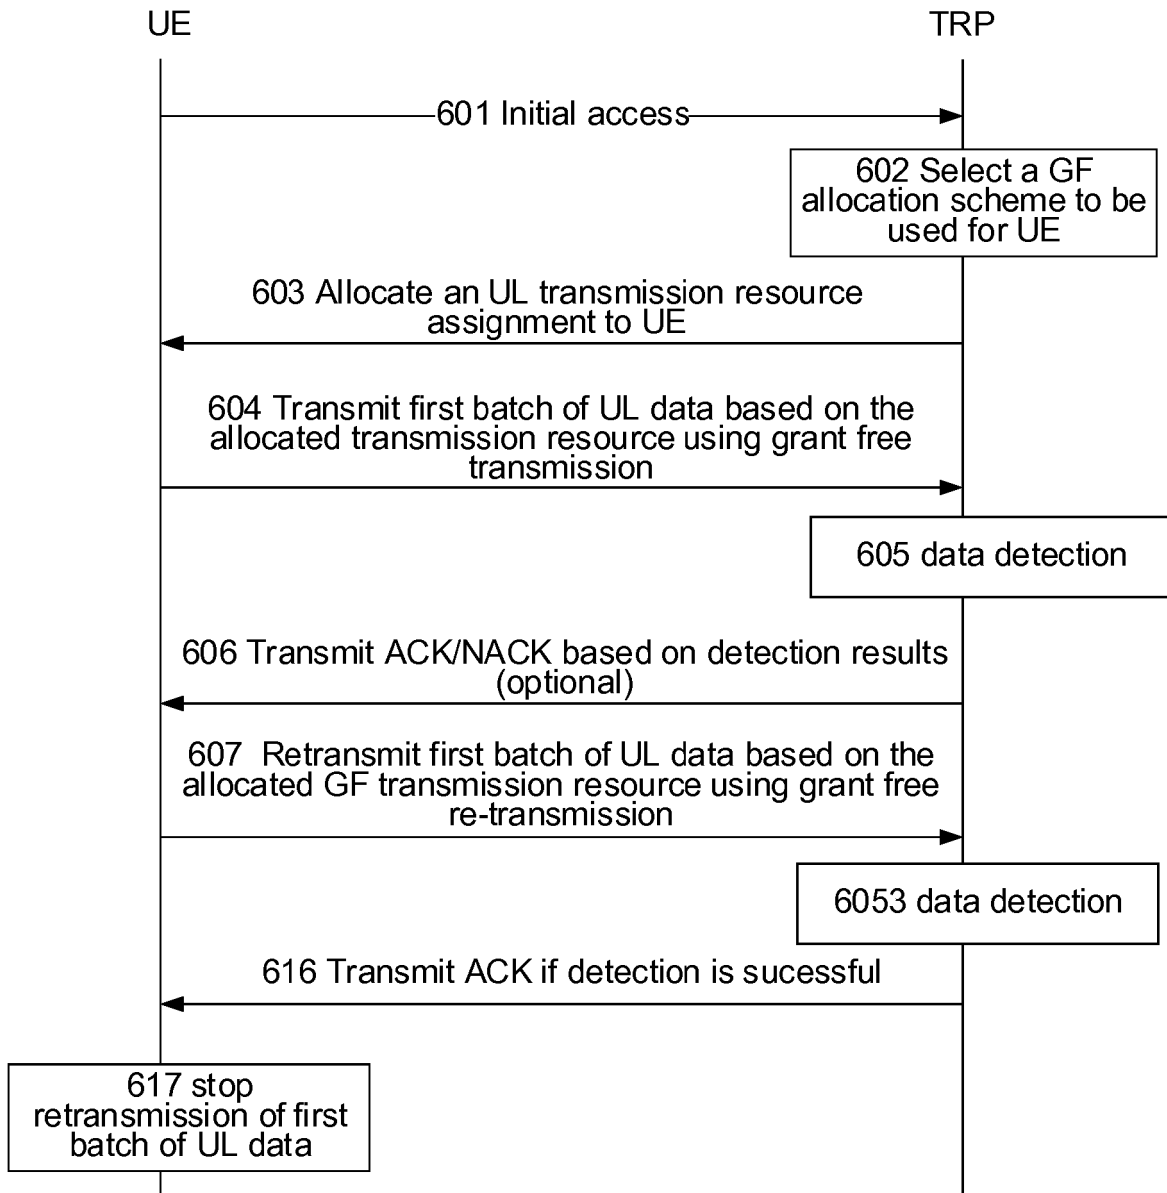 UE
TRP
601 Initial access
602 Select a GF
allocation scheme to be
used for UE
603 Allocate an UL transmission resource
assignment to UE
604 Transmit first batch of UL data based on the
allocated transmission resource using grant free
transmission
605 data detection
606 Transmit ACK/NACK based on detection results
(optional)
607 Retransmit first batch of UL data based on the
allocated GF transmission resource using grant free
re-transmission
6053 data detection
616 Transmit ACK if detection is sucessful
617 stop
retransmission of first
batch of UL data